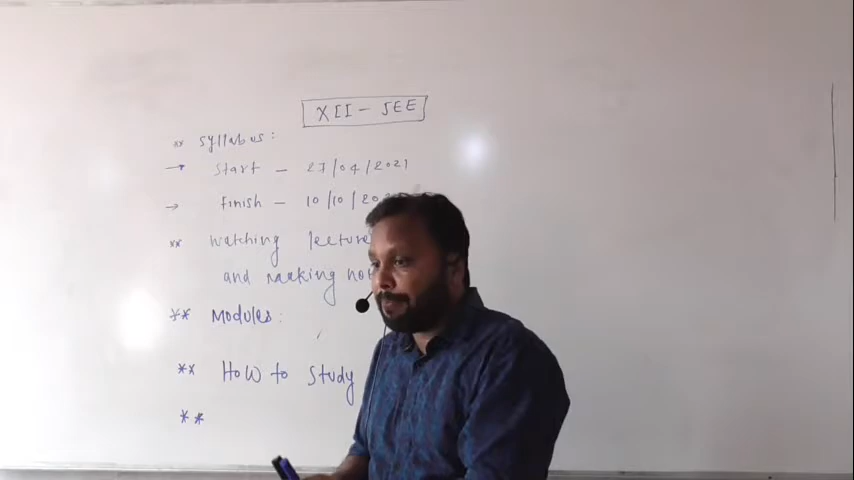 XII - JEE
** Syllabus:
→ Start - 27/04/2021
→ Finish - 10/10/202
** Watching lecture
and making no
** Modules:
** HOW to Study
**